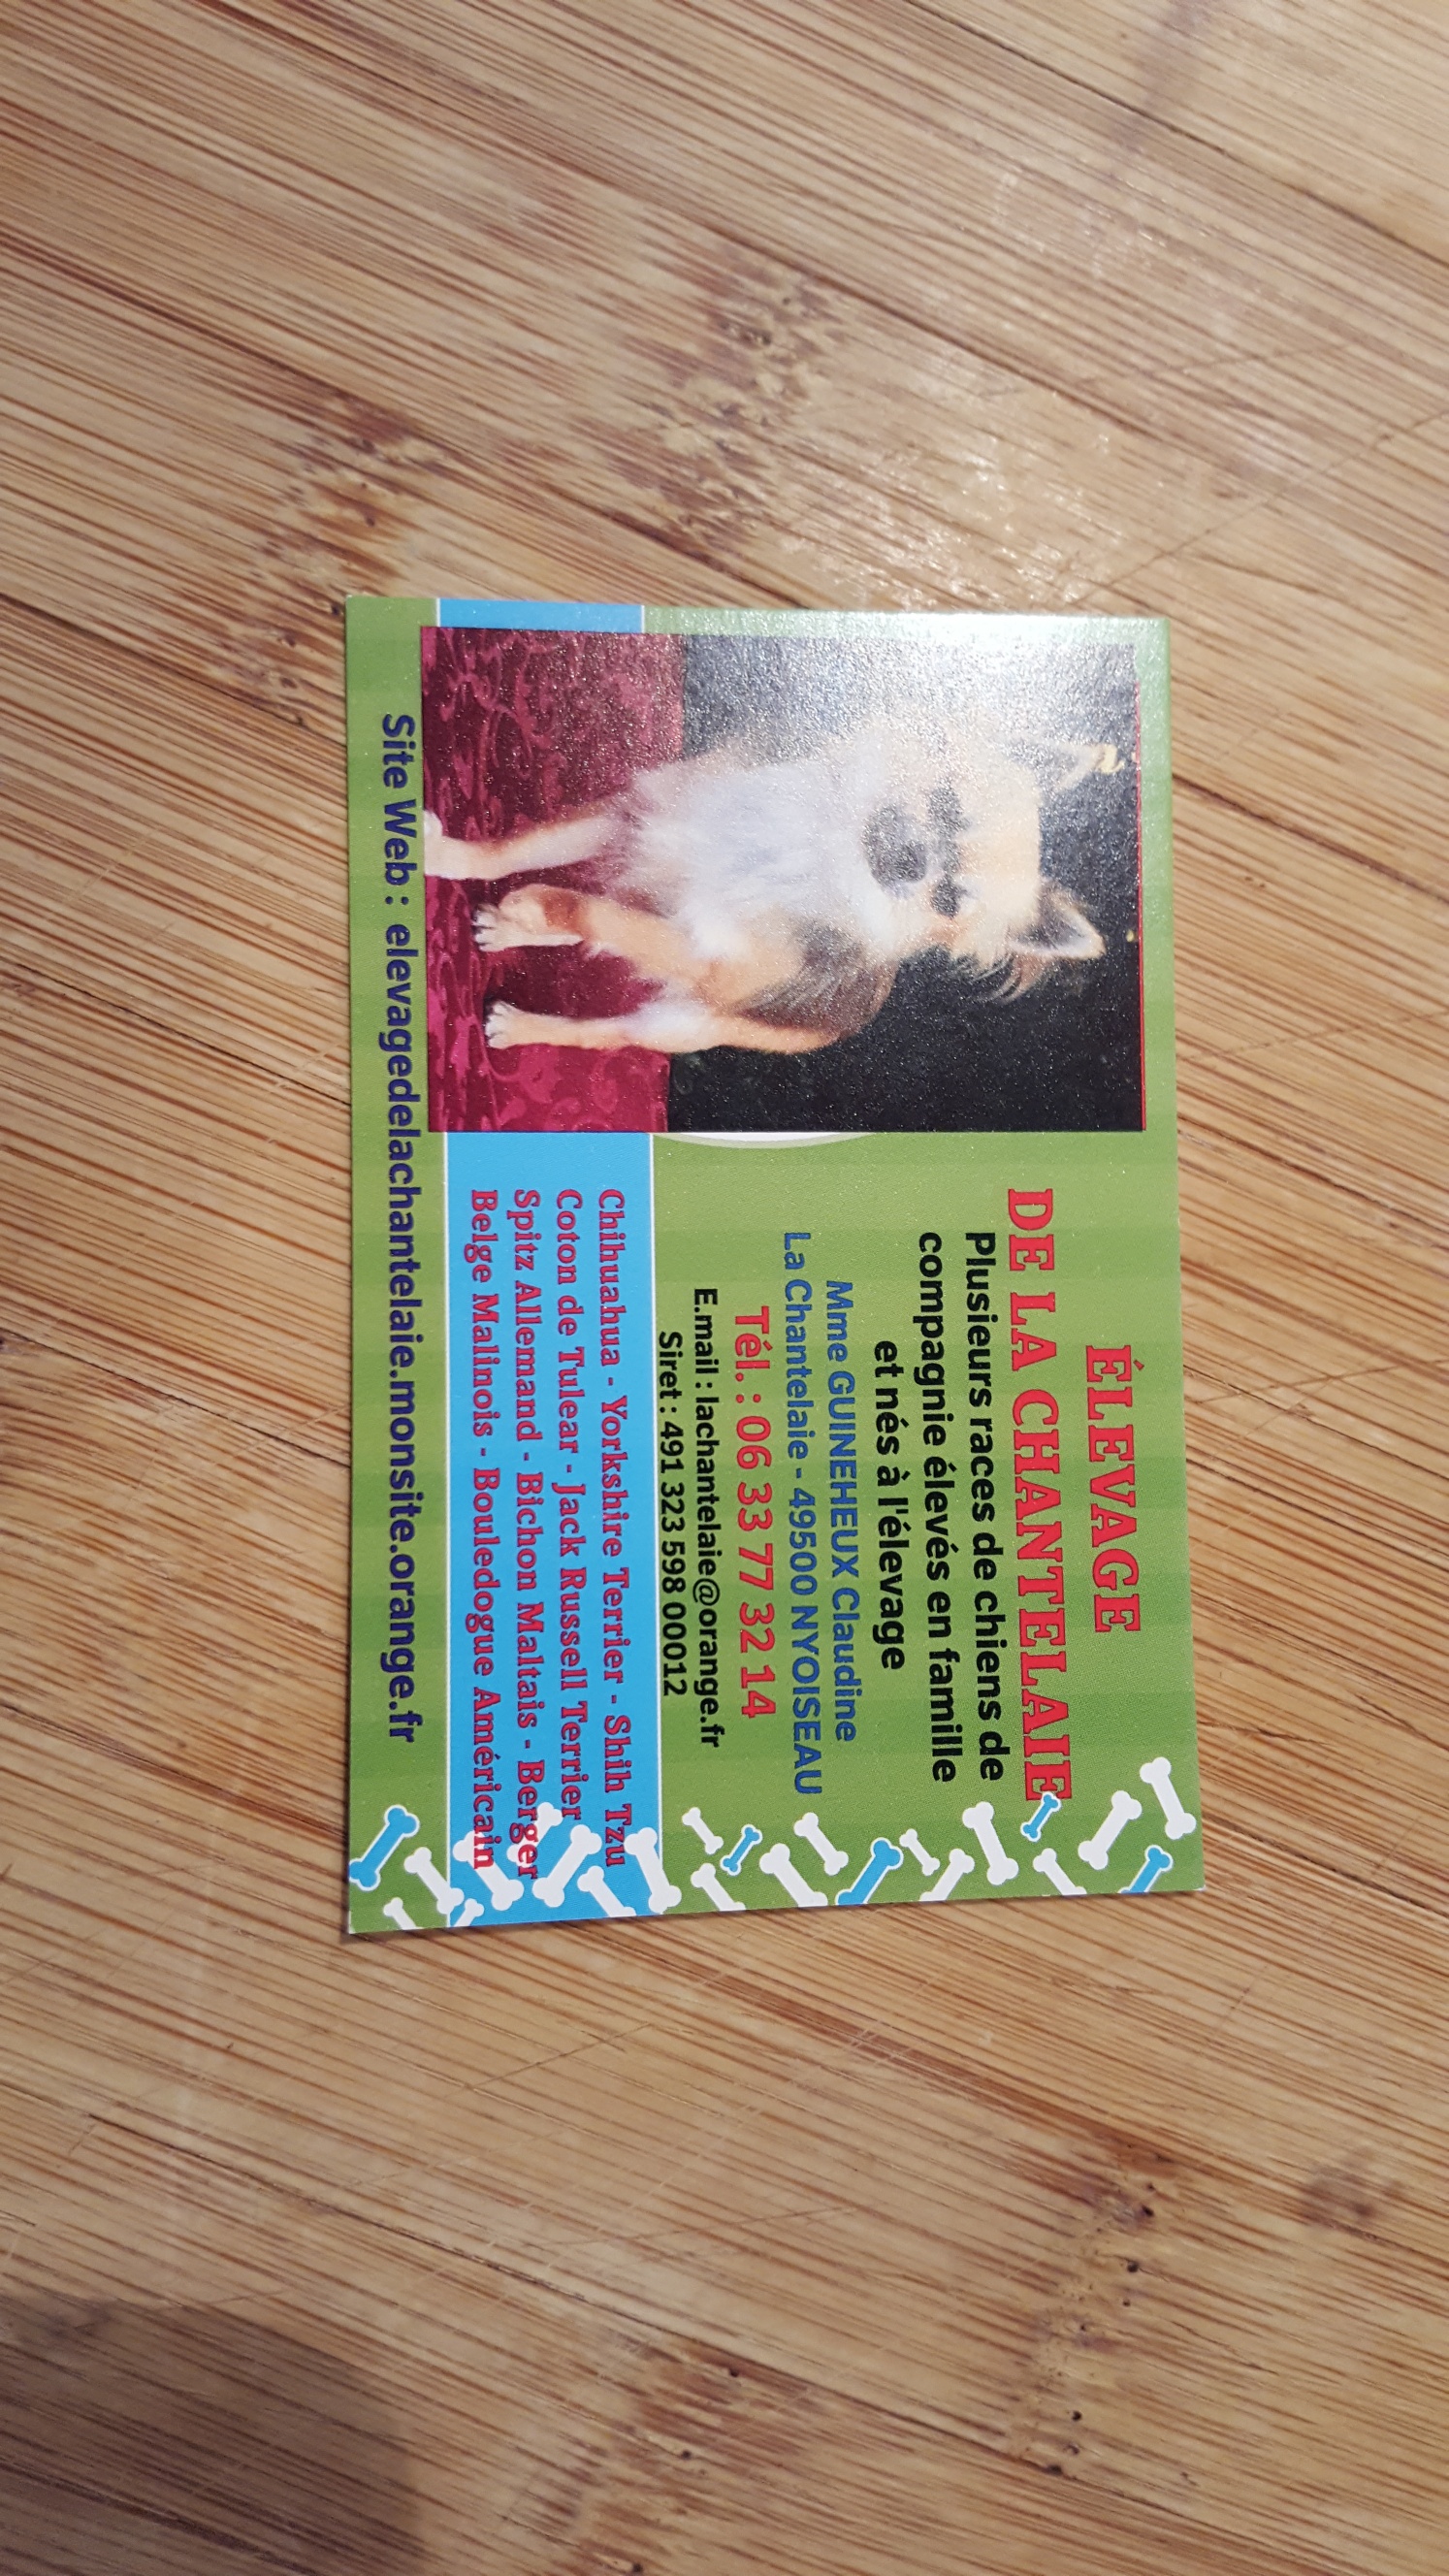 ÉLEVAGE
DE LA CHANTELAIE
Plusieurs races de chiens de
compagnie élevés en famille
et nés à l'élevage
Mme GUINEHEUX Claudine
La Chantelaie - 49500 NYOISEAU
Tél. : 06 33 77 32 14
E.mail : lachantelaie@orange.fr
Siret : 491 323 598 00012
Chihuahua - Yorkshire Terrier - Shih Tzu
Coton de Tulear - Jack Russell Terrier
Spitz Allemand - Bichon Maltais - Berger
Belge Malinois - Bouledogue Américain
Site Web : elevagedelachantelaie.monsite.orange.fr